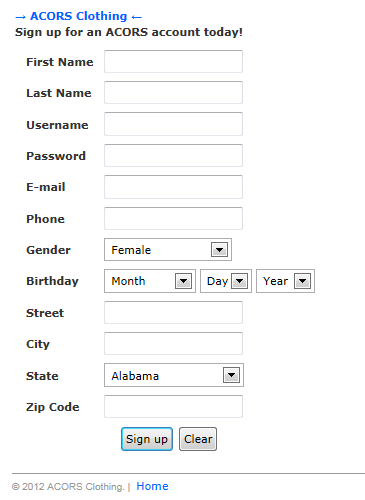 → ACORS Clothing ←
Sign up for an ACORS account today!
First Name
Last Name
Username
Password
E-mail
Phone
Gender Female
Birthday Month Day Year
Street
City
State Alabama
Zip Code
Sign up Clear
© 2012 ACORS Clothing. | Home